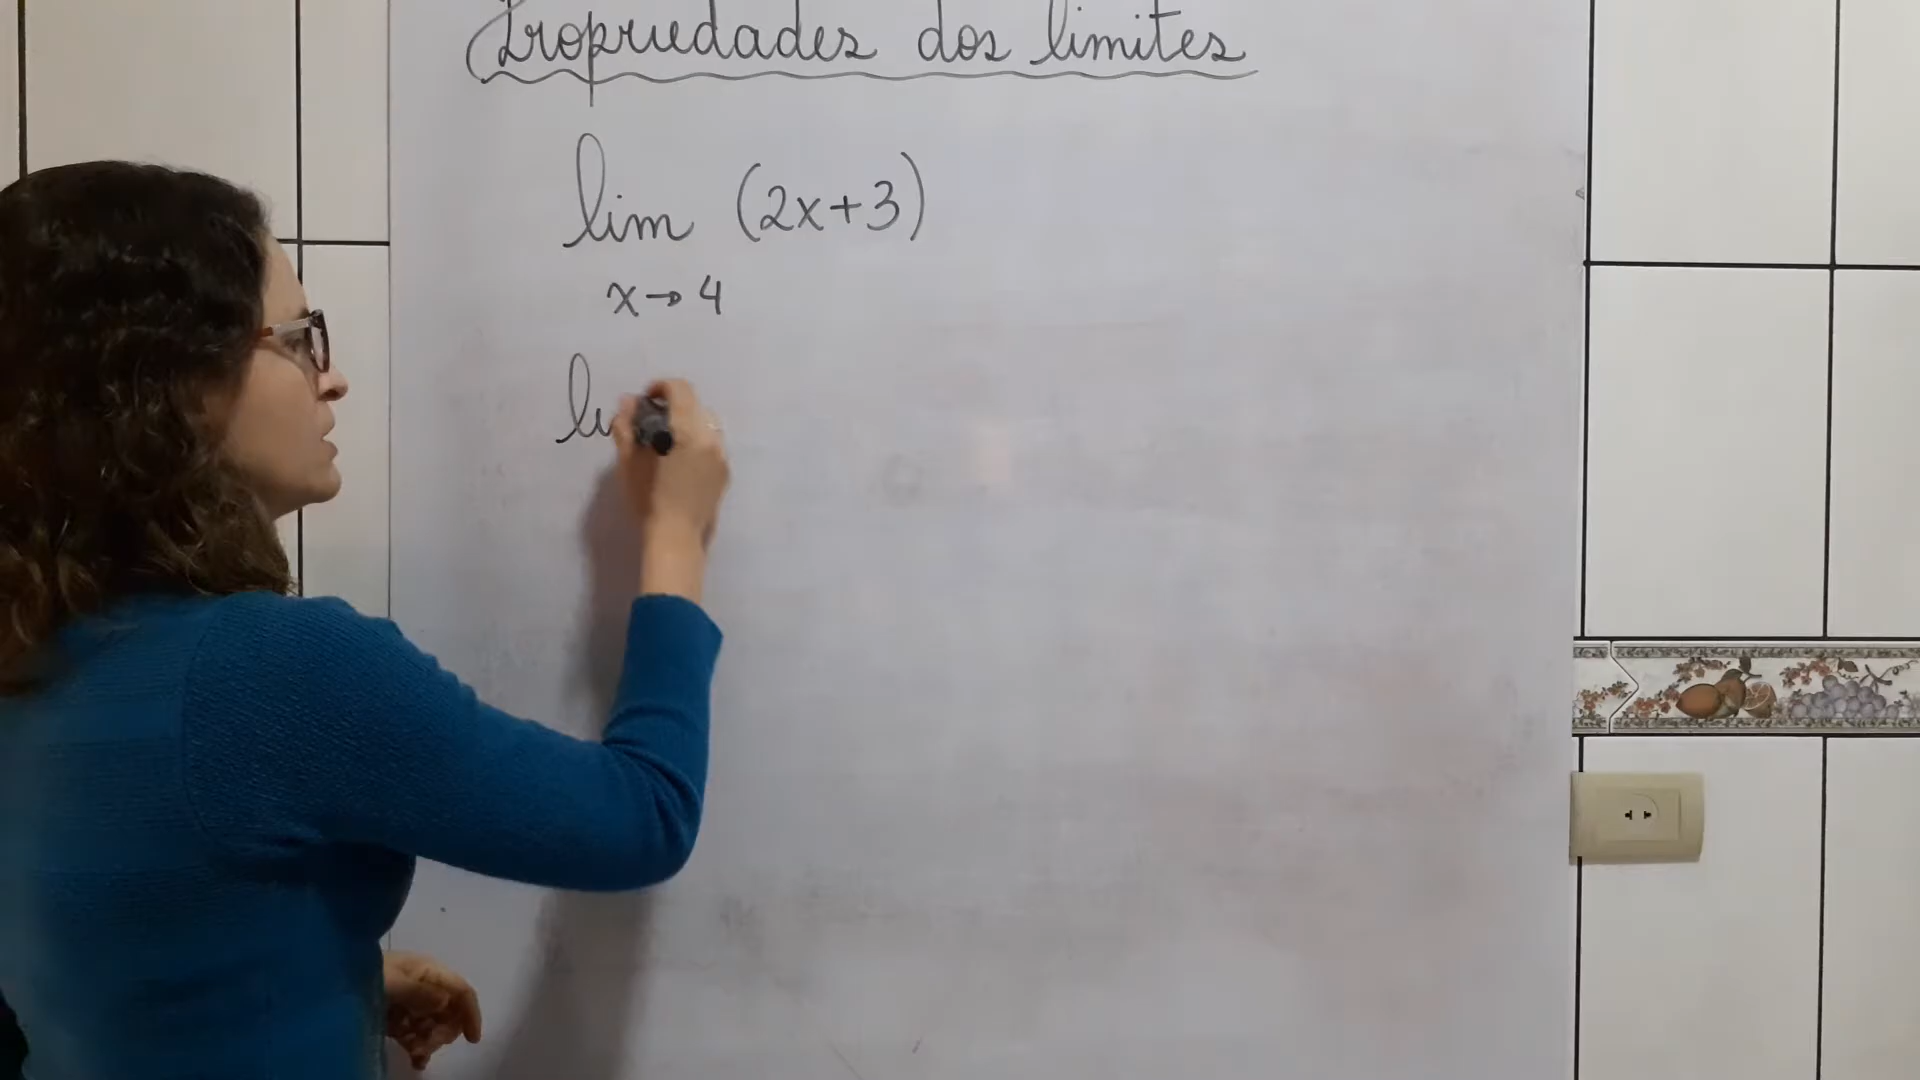 Propriedades dos limites
lim (2x+3)
x→4
li